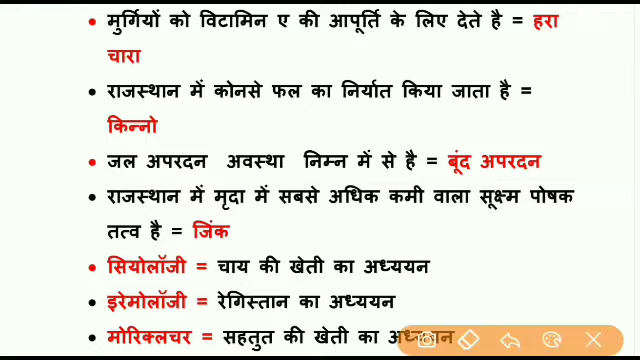 • मुर्गियों को विटामिन ए की आपूर्ति के लिए देते है = हरा
चारा
• राजस्थान में कोनसे फल का निर्यात किया जाता है =
किन्नो
• जल अपरदन अवस्था निम्न में से है = बूंद अपरदन
• राजस्थान में मृदा में सबसे अधिक कमी वाला सूक्ष्म पोषक
तत्व है = जिंक
• सियोलॉजी = चाय की खेती का अध्ययन
• इरेमोलॉजी = रेगिस्तान का अध्ययन
• मोरिक्लचर = सहतुत की खेती का